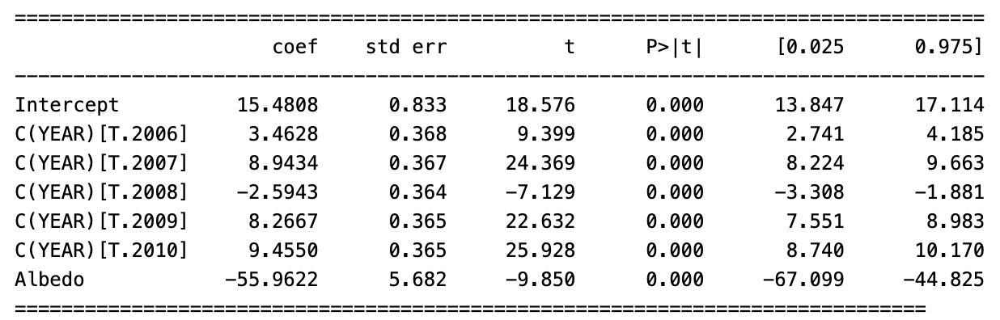 ====================================================================================
coef std err t P>|t| [0.025 0.975]
------------------------------------------------------------------------------------
Intercept 15.4808 0.833 18.576 0.000 13.847 17.114
C(YEAR)[T.2006] 3.4628 0.368 9.399 0.000 2.741 4.185
C(YEAR)[T.2007] 8.9434 0.367 24.369 0.000 8.224 9.663
C(YEAR)[T.2008] -2.5943 0.364 -7.129 0.000 -3.308 -1.881
C(YEAR)[T.2009] 8.2667 0.365 22.632 0.000 7.551 8.983
C(YEAR)[T.2010] 9.4550 0.365 25.928 0.000 8.740 10.170
Albedo -55.9622 5.682 -9.850 0.000 -67.099 -44.825
==============================================================================